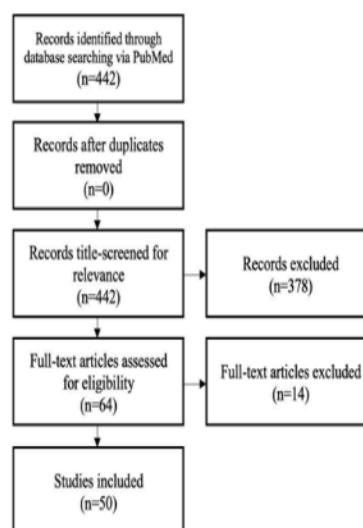 Records identified through
database searching via PubMed
(n=442)
Records after duplicates
removed
(n=0)
Records title-screened for
relevance
(n=442)
Records excluded
(n=378)
Full-text articles assessed
for eligibility
(n=64)
Full-text articles excluded
(n=14)
Studies included
(n=50)